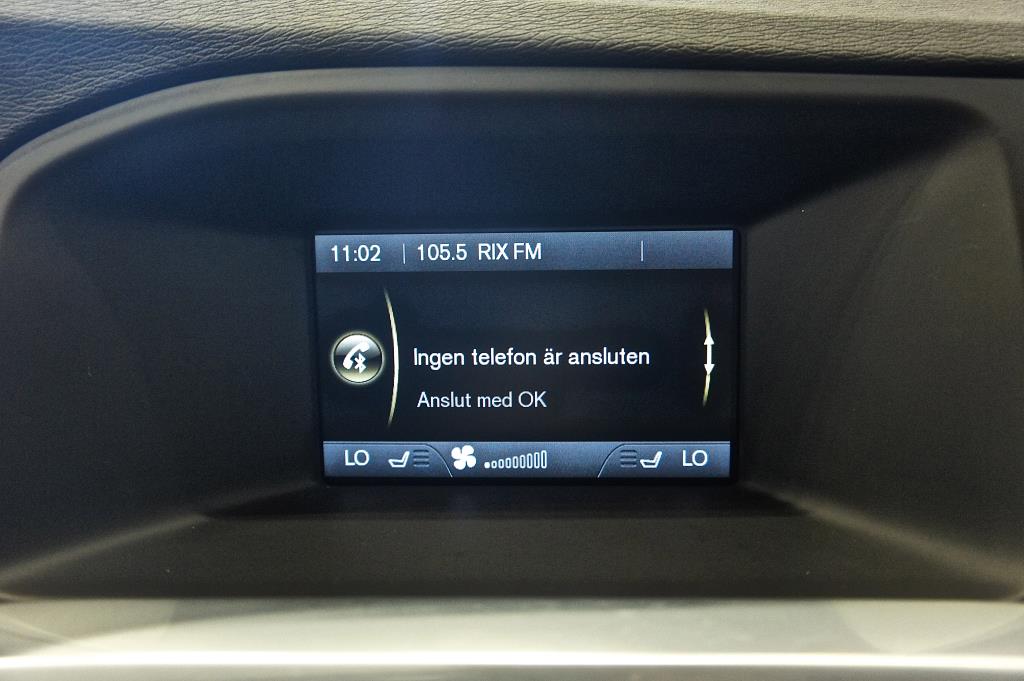 11:02 105.5 RIX FM
Ingen telefon är ansluten
Anslut med OK
LO LO